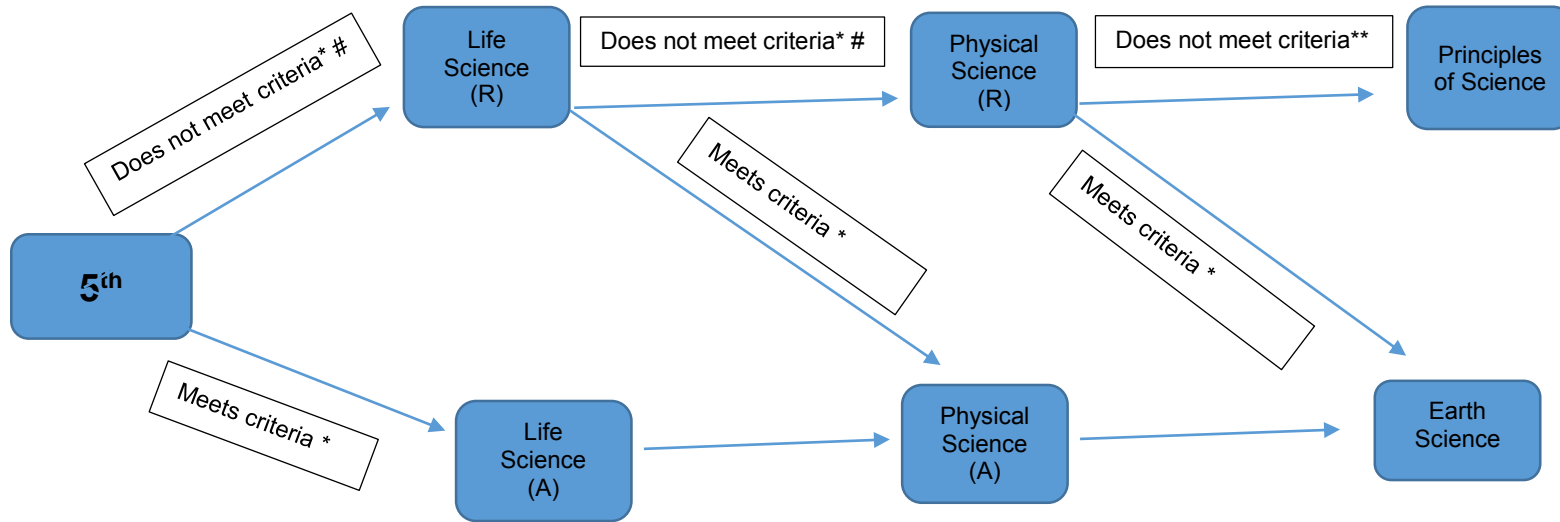 Does not meet criteria* #
Life
Science
(R)
Does not meet criteria* #
Physical
Science
(R)
Does not meet criteria**
Principles
of Science
Meets criteria *
Meets criteria *
5th
Meets criteria *
Life
Science
(A)
Physical
Science
(A)
Earth
Science